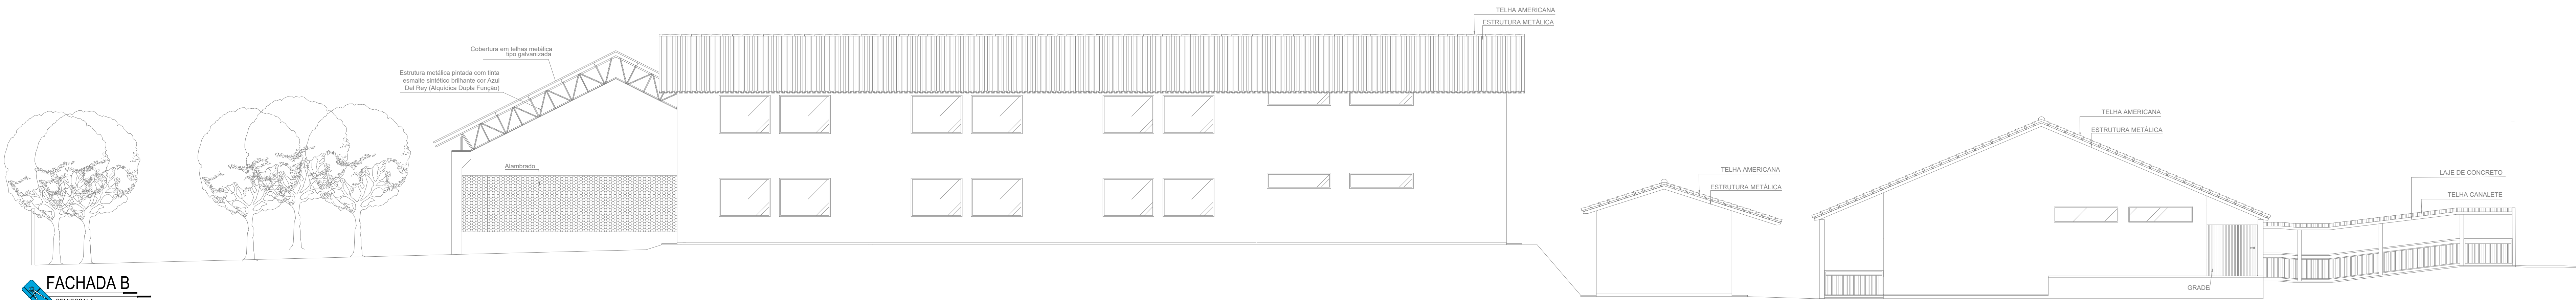 TELHA AMERICANA
ESTRUTURA METÁLICA
Cobertura em telhas metálica
tipo galvanizada
Estrutura metálica pintada com tinta
esmalte sintético brilhante cor Azul
Del Rey (Alquídica Dupla Função)
Alambrado
TELHA AMERICANA
ESTRUTURA METÁLICA
TELHA AMERICANA
ESTRUTURA METÁLICA
LAJE DE CONCRETO
TELHA CANALETE
GRADE
FACHADA B